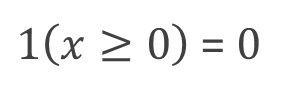 1(x ≥ 0) = 0